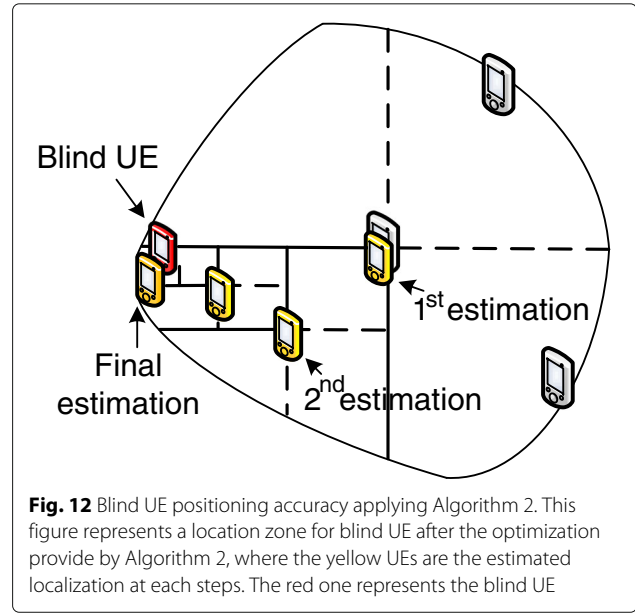 Blind UE
1st estimation
Final
estimation
2nd estimation
Fig. 12 Blind UE positioning accuracy applying Algorithm 2. This
figure represents a location zone for blind UE after the optimization
provide by Algorithm 2, where the yellow UEs are the estimated
localization at each steps. The red one represents the blind UE